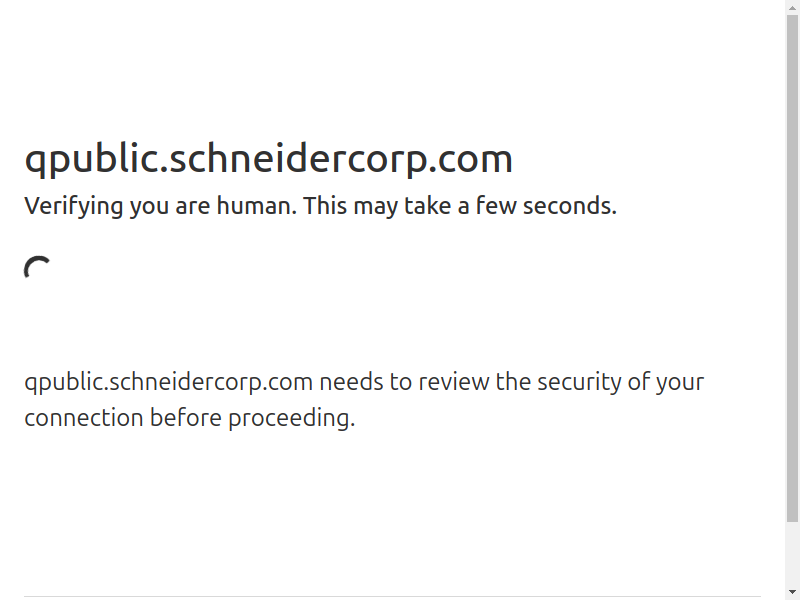 qpublic.schneidercorp.com
Verifying you are human. This may take a few seconds.
qpublic.schneidercorp.com needs to review the security of your
connection before proceeding.